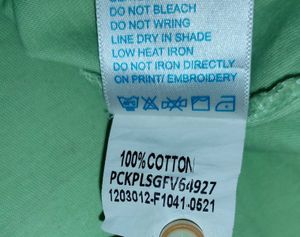 DO NOT BLEACH
DO NOT WRING
LINE DRY IN SHADE
LOW HEAT IRON
DO NOT IRON DIRECTLY
ON PRINT/ EMBROIDERY
100% COTTON
PCKPLSGFV64927
1203012-F1041-0521